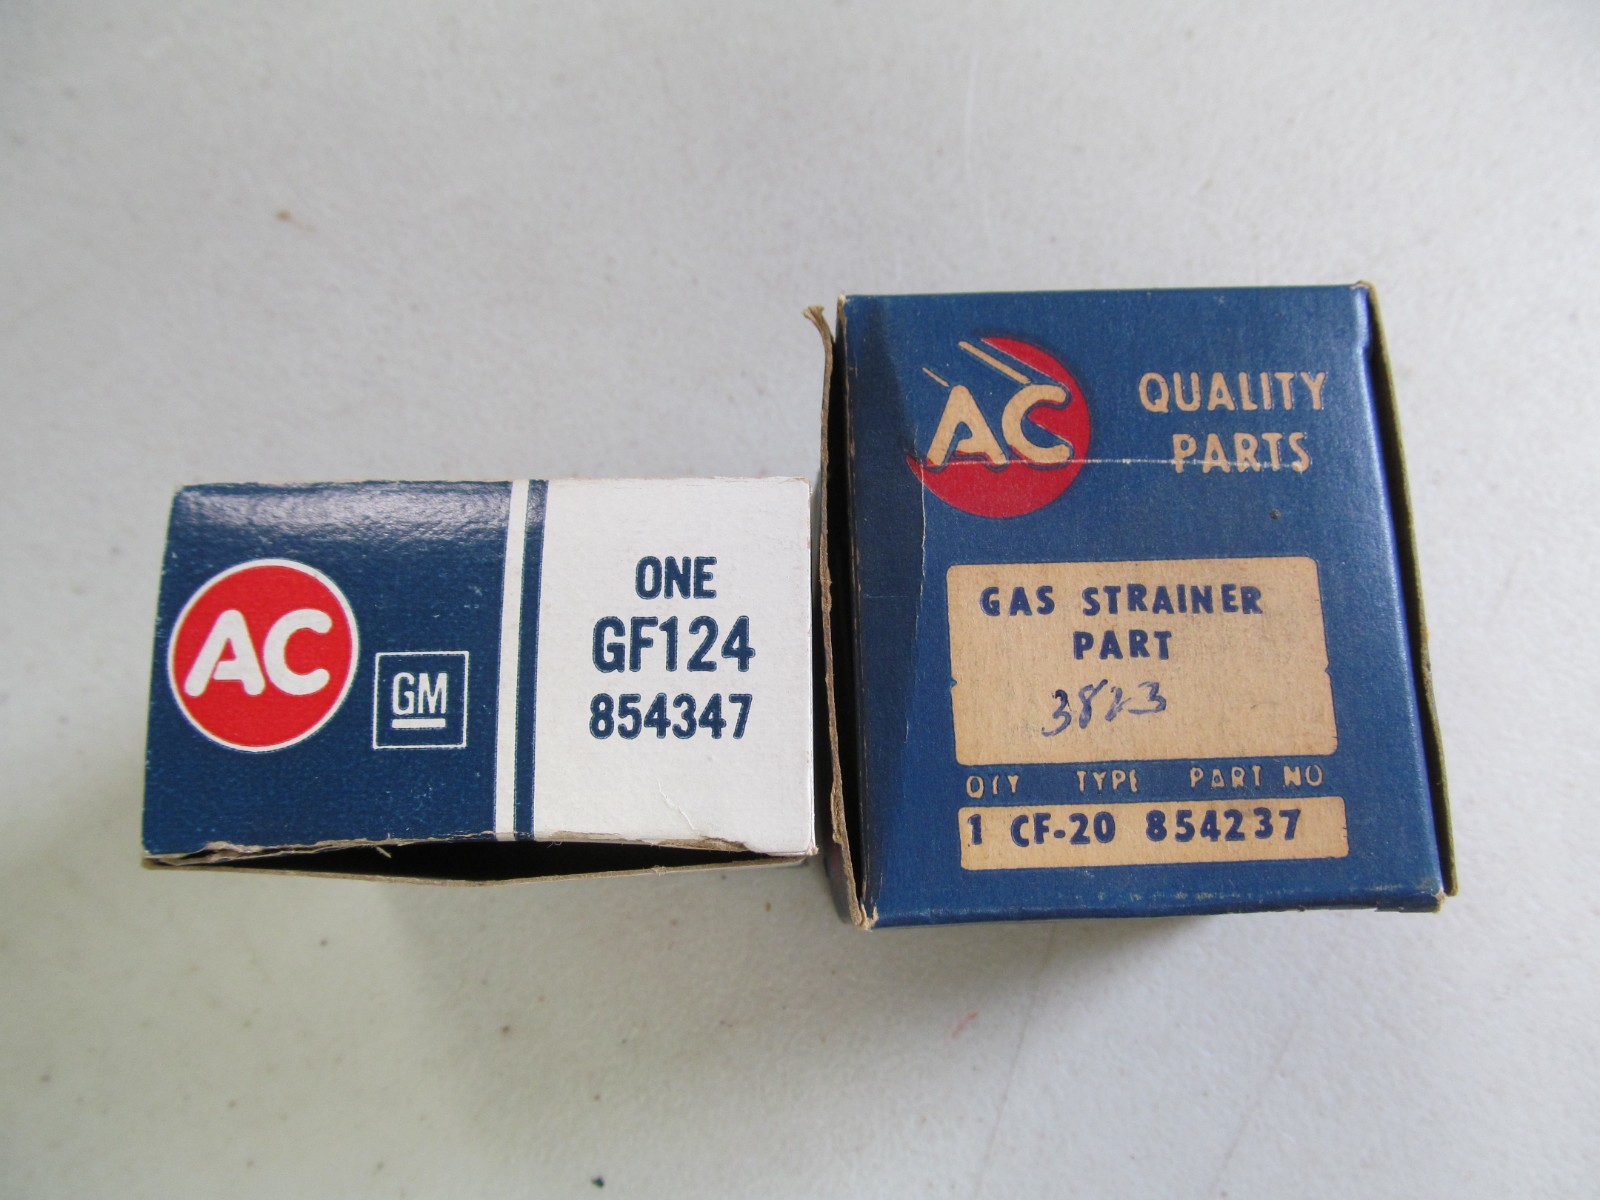 AC
GM
ONE
GF124
854347
AC
QUALITY
PARTS
GAS STRAINER
PART
3823
QTY TYPE PART NO
1 CF-20 854237